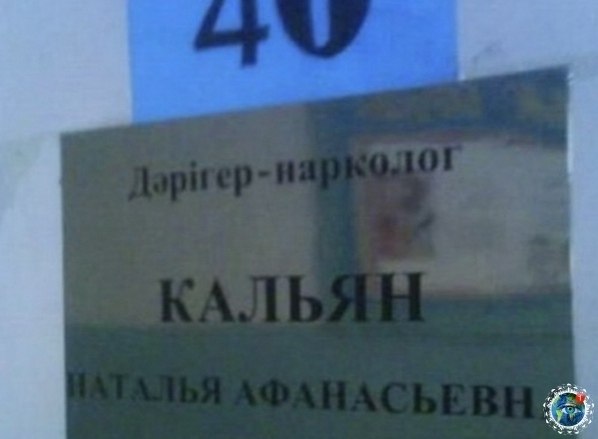 40
Дәрігер-нарколог
КАЛЬЯН
НАТАЛЬЯ АФАНАСЬЕВН